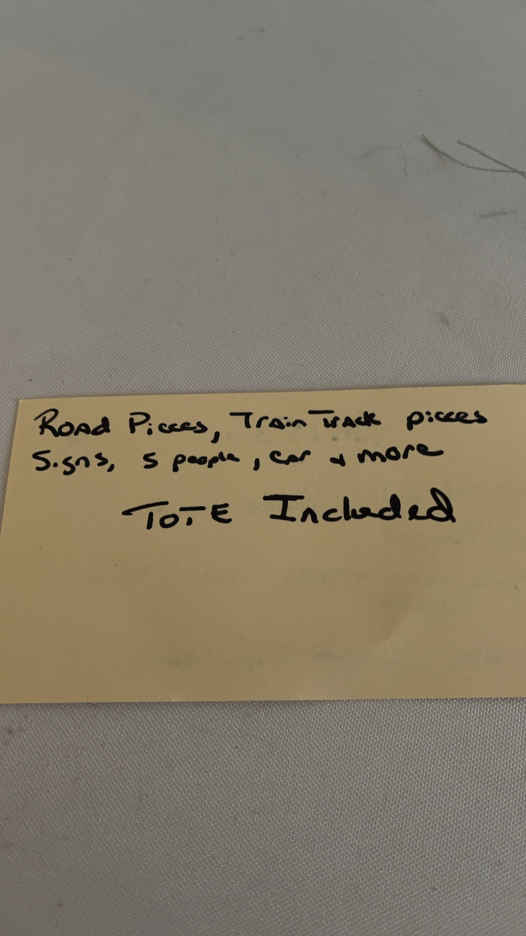 Road Pieces, Train Track pieces
Signs, 5 people, car & more
Tote Included